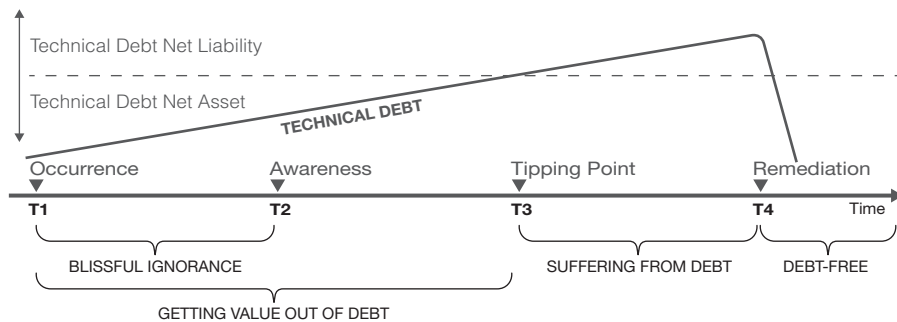 Technical Debt Net Liability
Technical Debt Net Asset
TECHNICAL DEBT
Occurrence
Awareness
Tipping Point
Remediation
T1
T2
T3
T4
Time
BLISSFUL IGNORANCE
SUFFERING FROM DEBT
DEBT-FREE
GETTING VALUE OUT OF DEBT